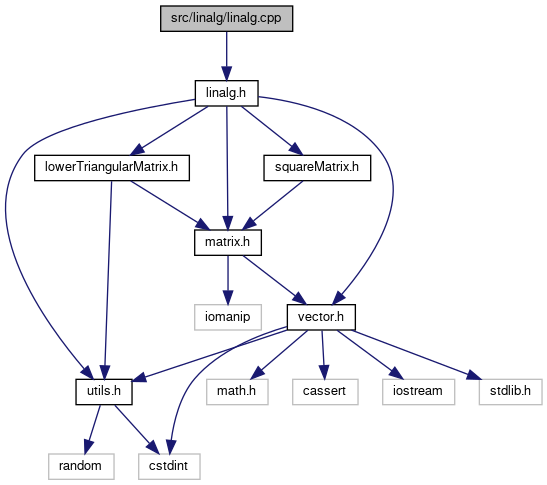 src/linalg/linalg.cpp
linalg.h
lowerTriangularMatrix.h
squareMatrix.h
matrix.h
iomanip
vector.h
utils.h
math.h
cassert
iostream
stdlib.h
random
cstdint